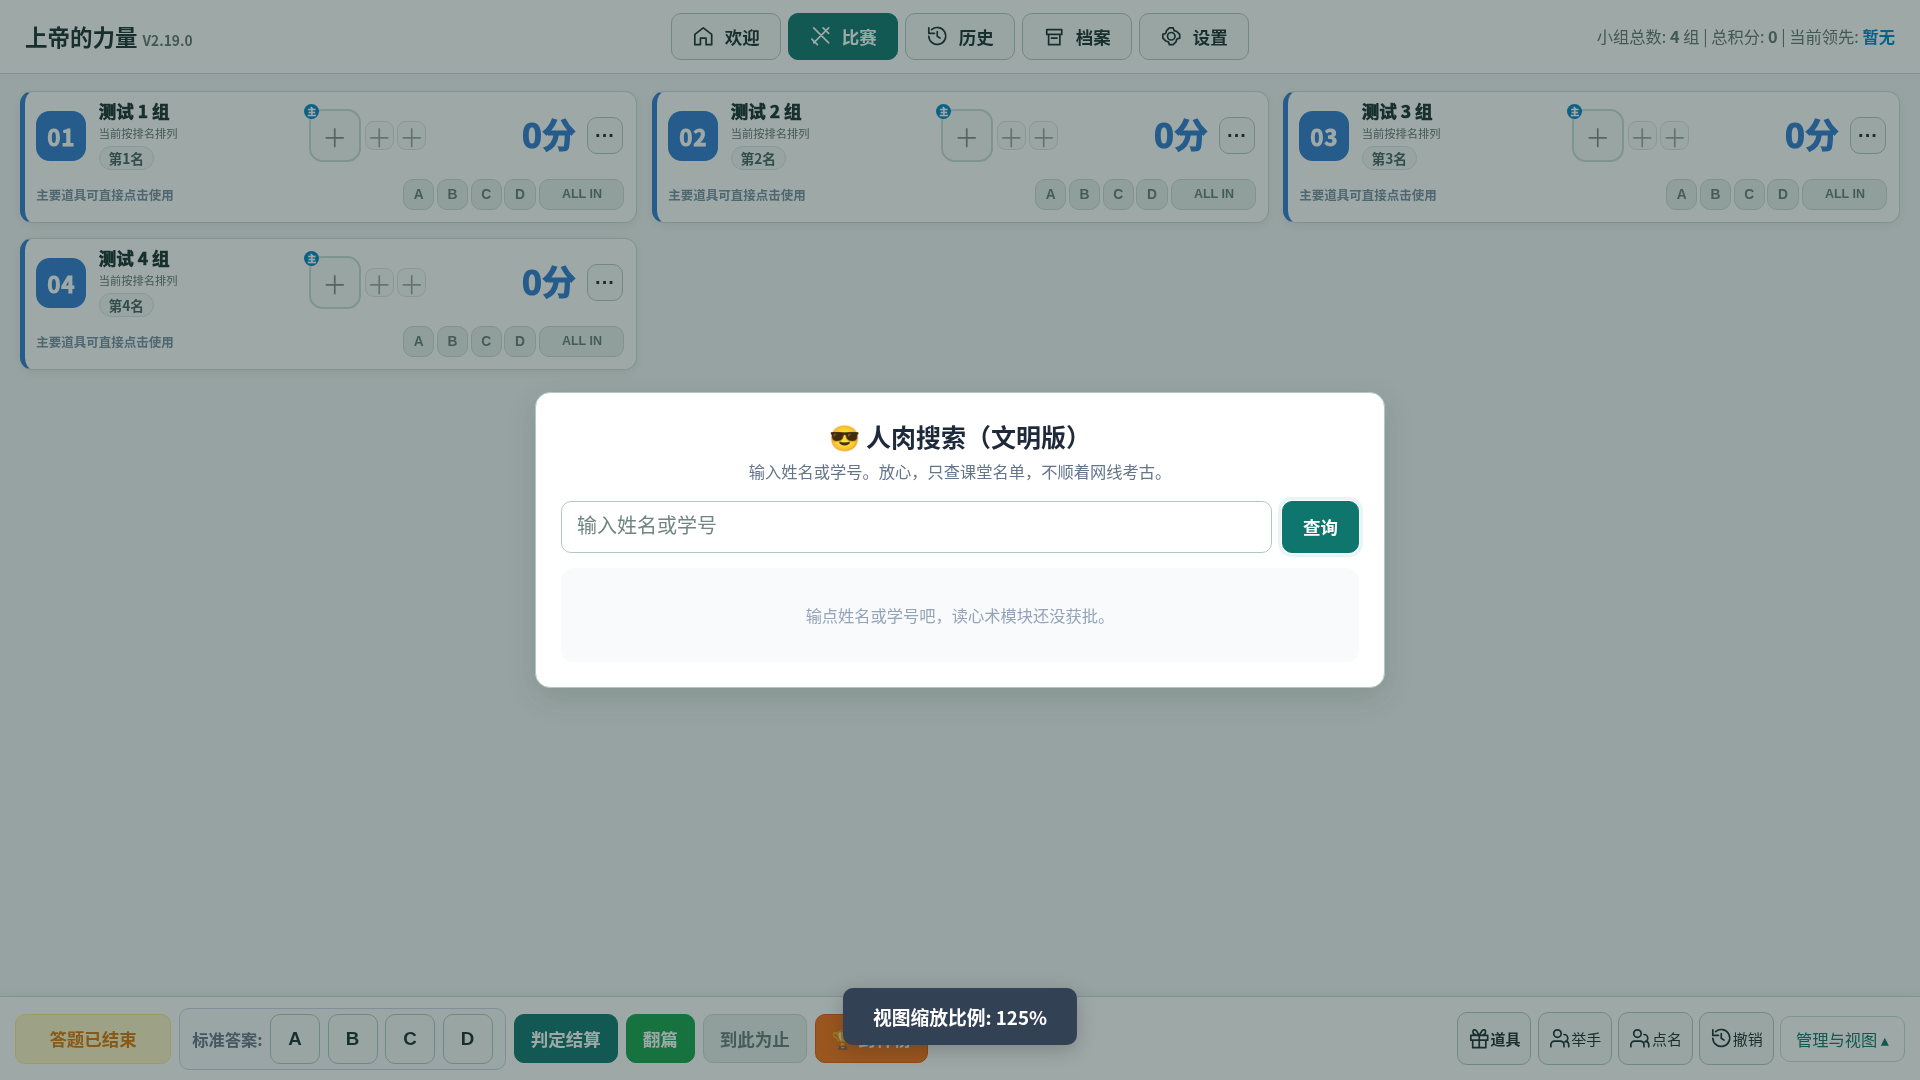 上帝的力量 V2.19.0
欢迎
比赛
历史
档案
设置
小组总数: 4 组 | 总积分: 0 | 当前领先: 暂无
01
测试 1 组
当前按排名排列
第1名
主
0分
主要道具可直接点击使用
A B C D ALL IN
02
测试 2 组
当前按排名排列
第2名
主
0分
主要道具可直接点击使用
A B C D ALL IN
03
测试 3 组
当前按排名排列
第3名
主
0分
主要道具可直接点击使用
A B C D ALL IN
04
测试 4 组
当前按排名排列
第4名
主
0分
主要道具可直接点击使用
A B C D ALL IN
😎 人肉搜索（文明版）
输入姓名或学号。放心，只查课堂名单，不顺着网线考古。
输入姓名或学号
查询
输点姓名或学号吧，读心术模块还没获批。
视图缩放比例: 125%
答题已结束
标准答案: A B C D
判定结算
翻篇
到此为止
道具
举手
点名
撤销
管理与视图 ▴